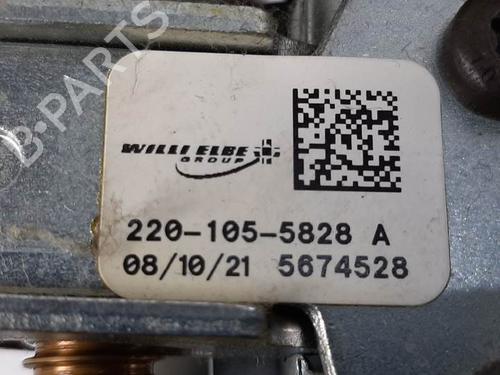 B-PARTS
WILLI ELBE
GROUP
220-105-5828 A
08/10/21 5674528